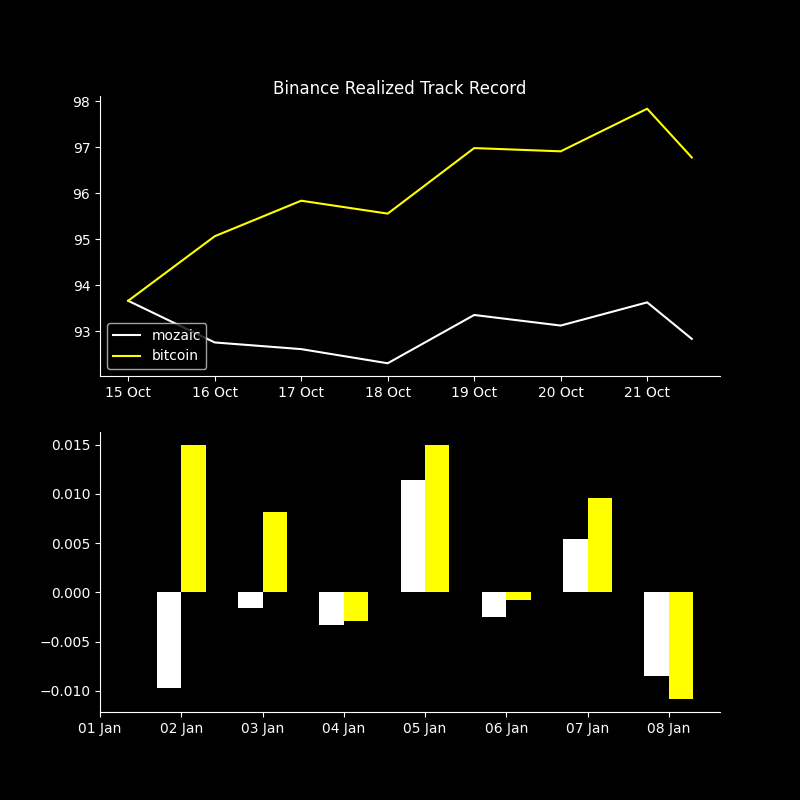 Binance Realized Track Record
98
97
96
95
94
93
mozaic
bitcoin
15 Oct 16 Oct 17 Oct 18 Oct 19 Oct 20 Oct 21 Oct
0.015
0.010
0.005
0.000
−0.005
−0.010
01 Jan 02 Jan 03 Jan 04 Jan 05 Jan 06 Jan 07 Jan 08 Jan